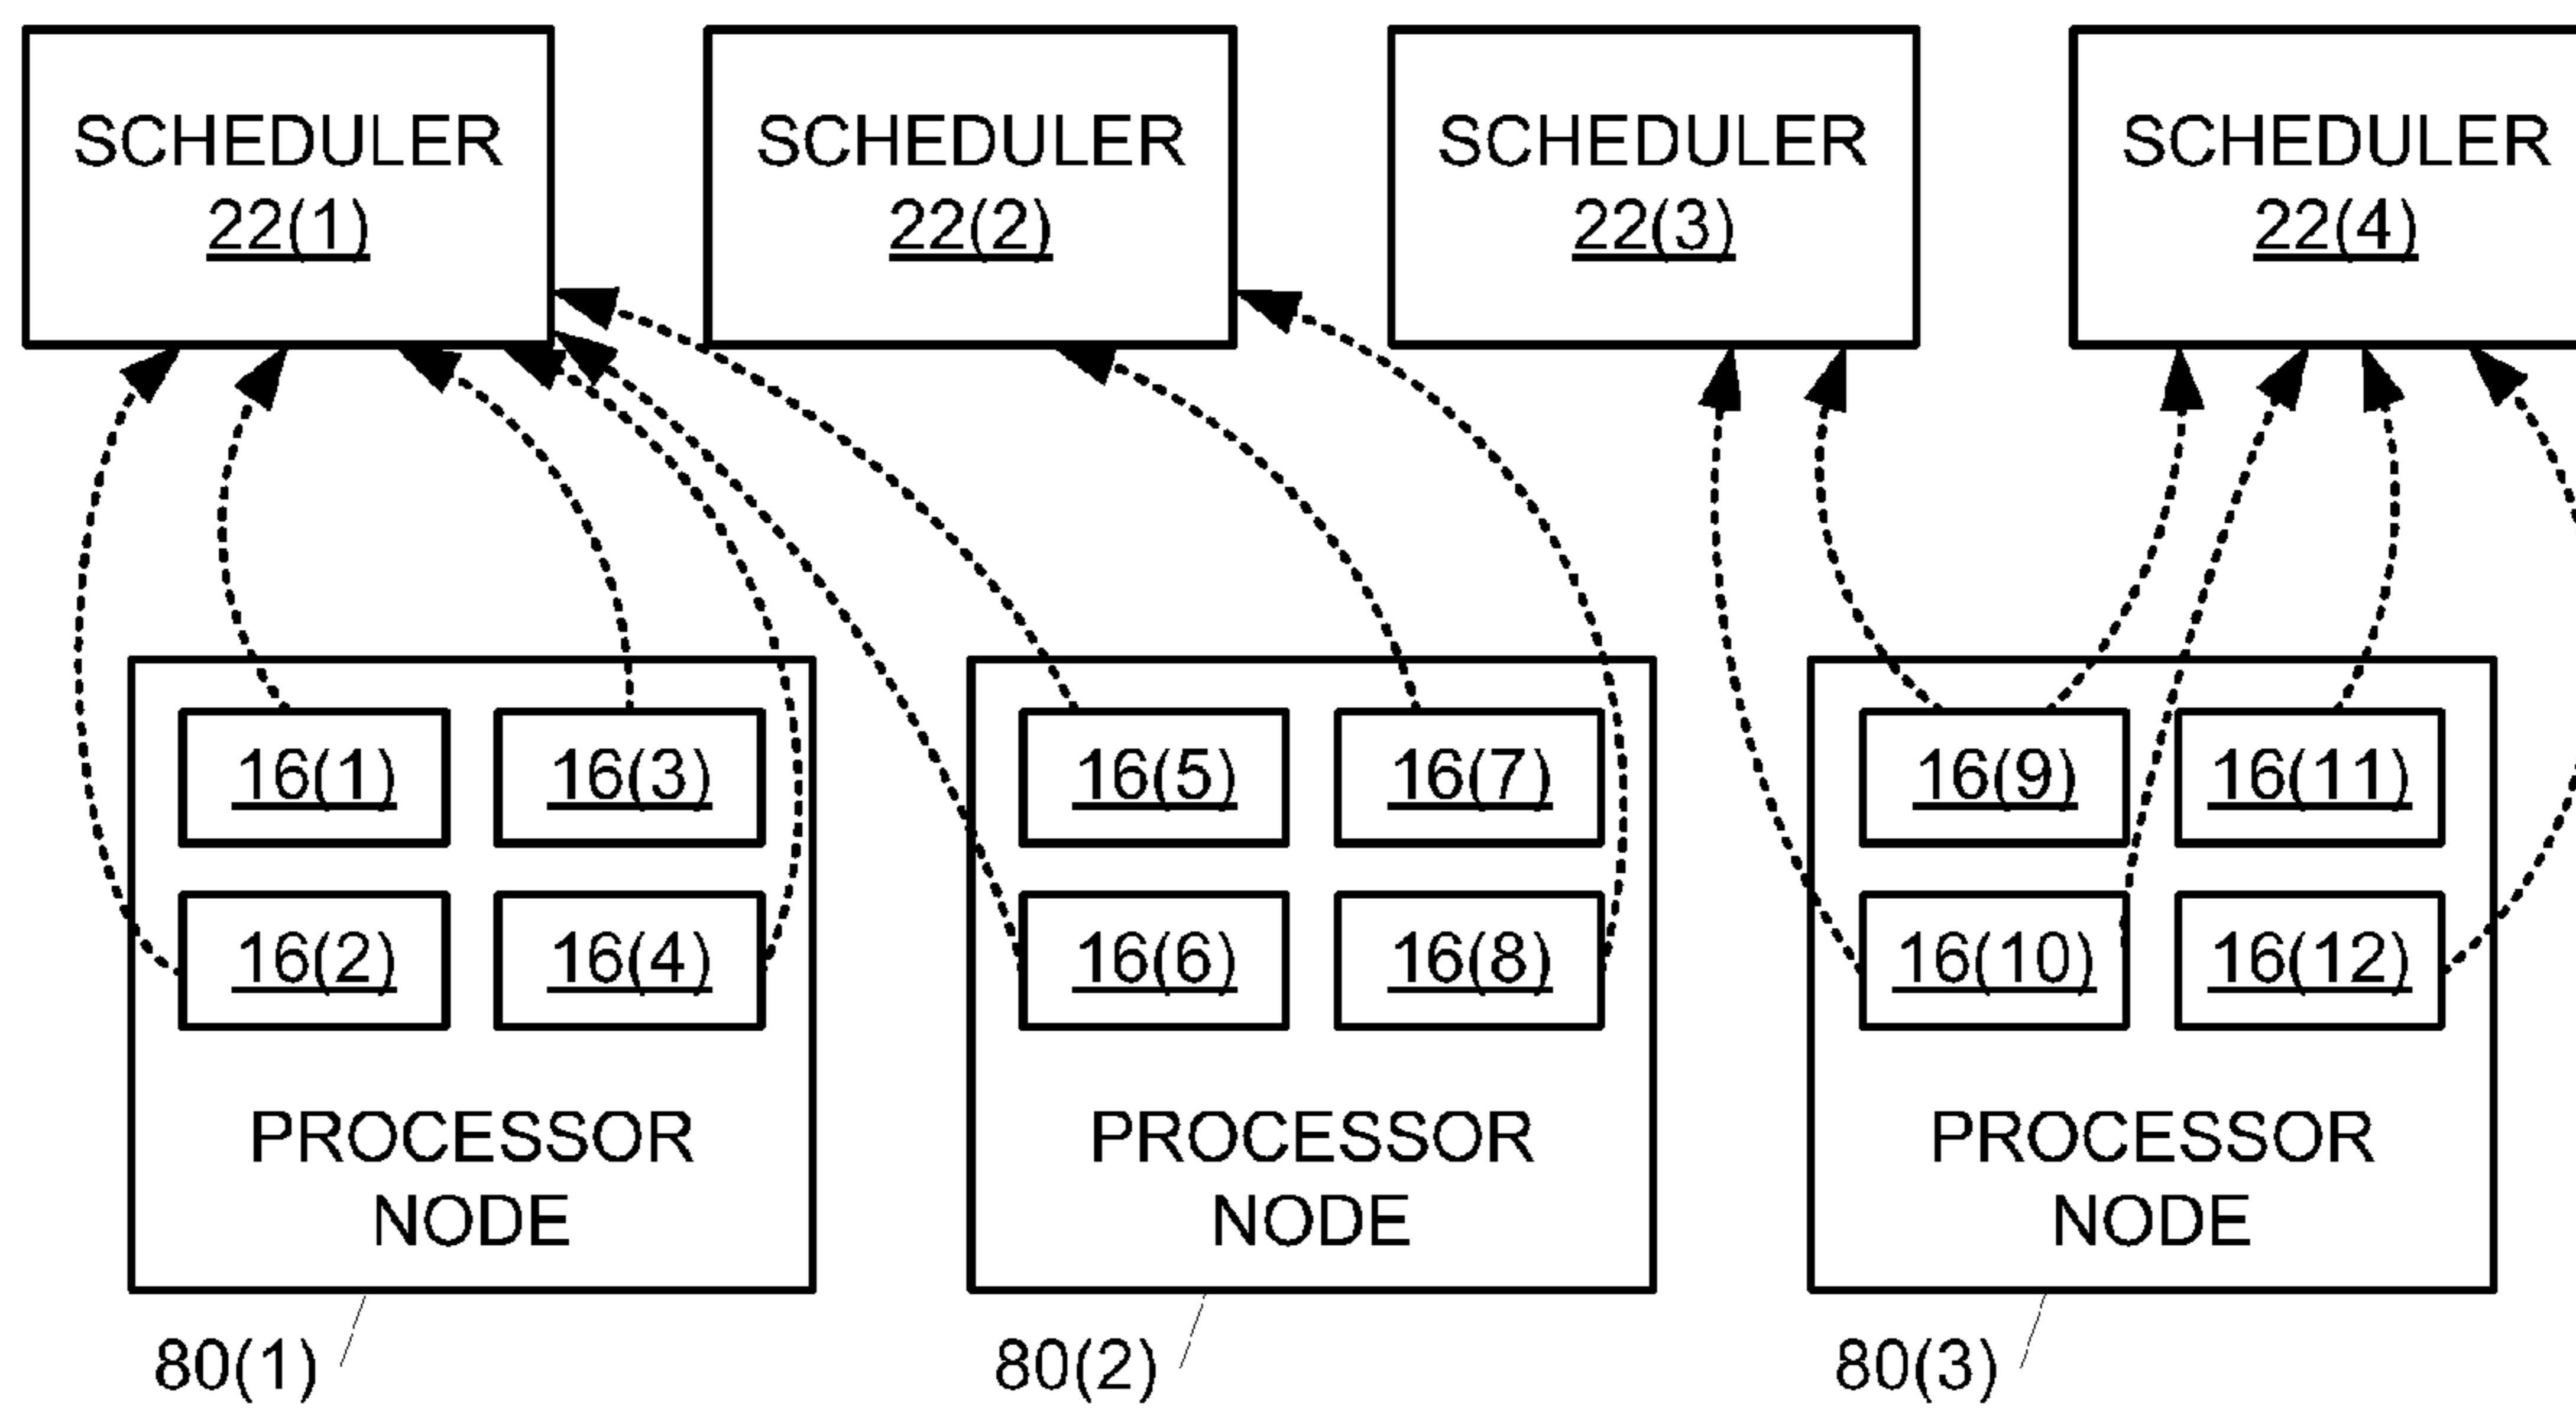 SCHEDULER
22(1)
SCHEDULER
22(2)
SCHEDULER
22(3)
SCHEDULER
22(4)
16(1)
16(3)
16(2)
16(4)
PROCESSOR
NODE
80(1)
16(5)
16(7)
16(6)
16(8)
PROCESSOR
NODE
80(2)
16(9)
16(11)
16(10)
16(12)
PROCESSOR
NODE
80(3)